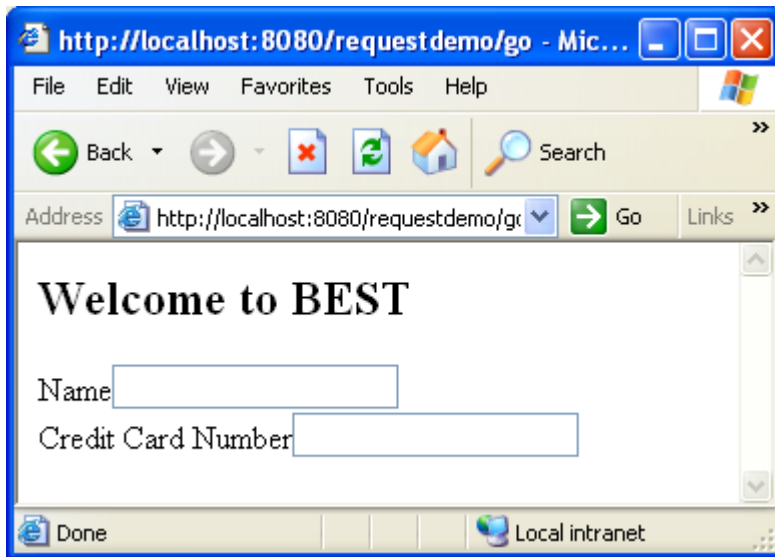 http://localhost:8080/requestdemo/go - Mic...
File Edit View Favorites Tools Help
Back Search
Address http://localhost:8080/requestdemo/g Go Links
Welcome to BEST
Name
Credit Card Number
Done Local intranet